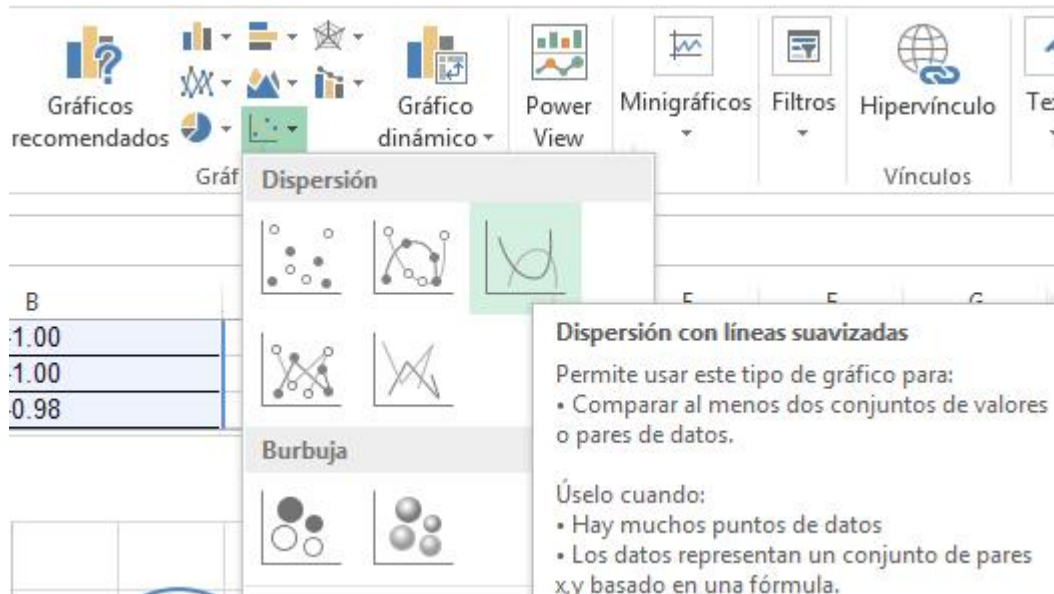 Gráficos
recomendados
Gráfico
dinámico
Power
View
Minigráficos
Filtros
Hipervínculo
Gráf
Vínculos
Dispersión
B
1.00
1.00
0.98
Dispersión con líneas suavizadas
Permite usar este tipo de gráfico para:
• Comparar al menos dos conjuntos de valores
o pares de datos.
Úselo cuando:
• Hay muchos puntos de datos
• Los datos representan un conjunto de pares
x,y basado en una fórmula.
Burbuja